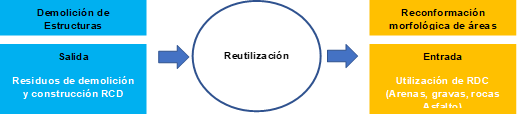 Demolición de
Estructuras
Salida
Residuos de demolición
y construcción RCD
Reutilización
Reconformación
morfológica de áreas
Entrada
Utilización de RDC
(Arenas, gravas, rocas
Asfalto)